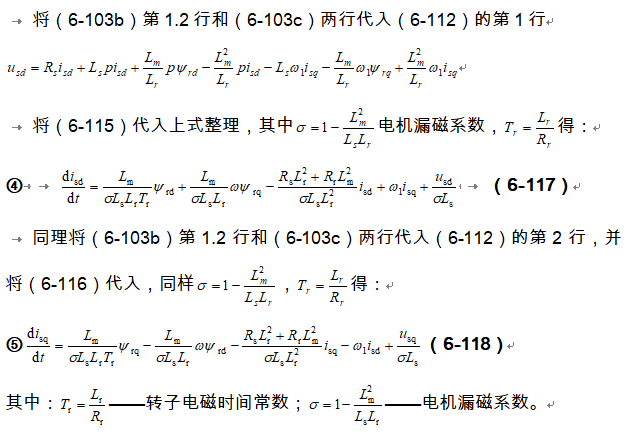 → 将(6-103b)第 1.2 行和(6-103c)两行代入(6-112)的第 1 行↵
$u_{sd} = R_s i_{sd} + L_s p i_{sd} + \frac{L_m}{L_r} p\psi_{rd} - \frac{L_m^2}{L_r} p i_{sd} - L_s \omega_1 i_{sq} - \frac{L_m}{L_r} \omega_1 \psi_{rq} + \frac{L_m^2}{L_r} \omega_1 i_{sq}$↵
→ 将(6-115)代入上式整理,其中 $\sigma = 1 - \frac{L_m^2}{L_s L_r}$ 电机漏磁系数,$T_r = \frac{L_r}{R_r}$ 得:↵
④→ → $\frac{\mathrm{d}i_{sd}}{\mathrm{d}t} = \frac{L_m}{\sigma L_s L_r T_r} \psi_{rd} + \frac{L_m}{\sigma L_s L_r} \omega \psi_{rq} - \frac{R_s L_r^2 + R_r L_m^2}{\sigma L_s L_r^2} i_{sd} + \omega_1 i_{sq} + \frac{u_{sd}}{\sigma L_s}$ → (6-117)↵
→ 同理将(6-103b)第 1.2 行和(6-103c)两行代入(6-112)的第 2 行,并
将(6-116)代入,同样 $\sigma = 1 - \frac{L_m^2}{L_s L_r}$ ,$T_r = \frac{L_r}{R_r}$ 得:↵
⑤ $\frac{\mathrm{d}i_{sq}}{\mathrm{d}t} = \frac{L_m}{\sigma L_s L_r T_r} \psi_{rq} - \frac{L_m}{\sigma L_s L_r} \omega \psi_{rd} - \frac{R_s L_r^2 + R_r L_m^2}{\sigma L_s L_r^2} i_{sq} - \omega_1 i_{sd} + \frac{u_{sq}}{\sigma L_s}$ (6-118)↵
其中:$T_r = \frac{L_r}{R_r}$ ——转子电磁时间常数;$\sigma = 1 - \frac{L_m^2}{L_s L_r}$ ——电机漏磁系数。↵